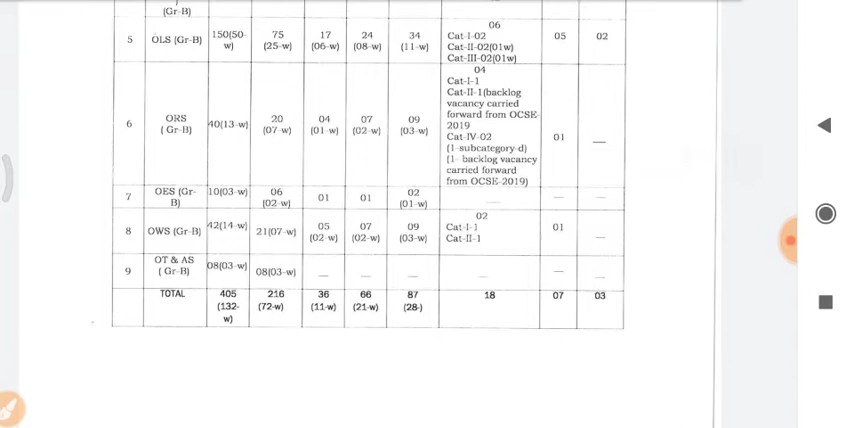 (Gr-B)
5 OLS (Gr-B) 150(50-w) 75 (25-w) 17 (06-w) 24 (08-w) 34 (11-w) 06 05 02
Cat-I-02
Cat-II-02(01w)
Cat-III-02(01w)
6 ORS ( Gr-B) 40(13-w) 20 (07-w) 04 (01-w) 07 (02-w) 09 (03-w) 04 01 —
Cat-I-1
Cat-II-1(backlog
vacancy carried
forward from OCSE-
2019
Cat-IV-02
(1-subcategory-d)
(1- backlog vacancy
carried forward
from OCSE-2019)
7 OES (Gr-B) 10(03-w) 06 (02-w) 01 01 02 (01-w) — — —
8 OWS (Gr-B) 42(14-w) 21(07-w) 05 (02-w) 07 (02-w) 09 (03-w) 02 01 —
Cat-I-1
Cat-II-1
9 OT & AS ( Gr-B) 08(03-w) 08(03-w) — — — — — —
TOTAL 405 216 36 66 87 18 07 03
(132-w) (72-w) (11-w) (21-w) (28-)